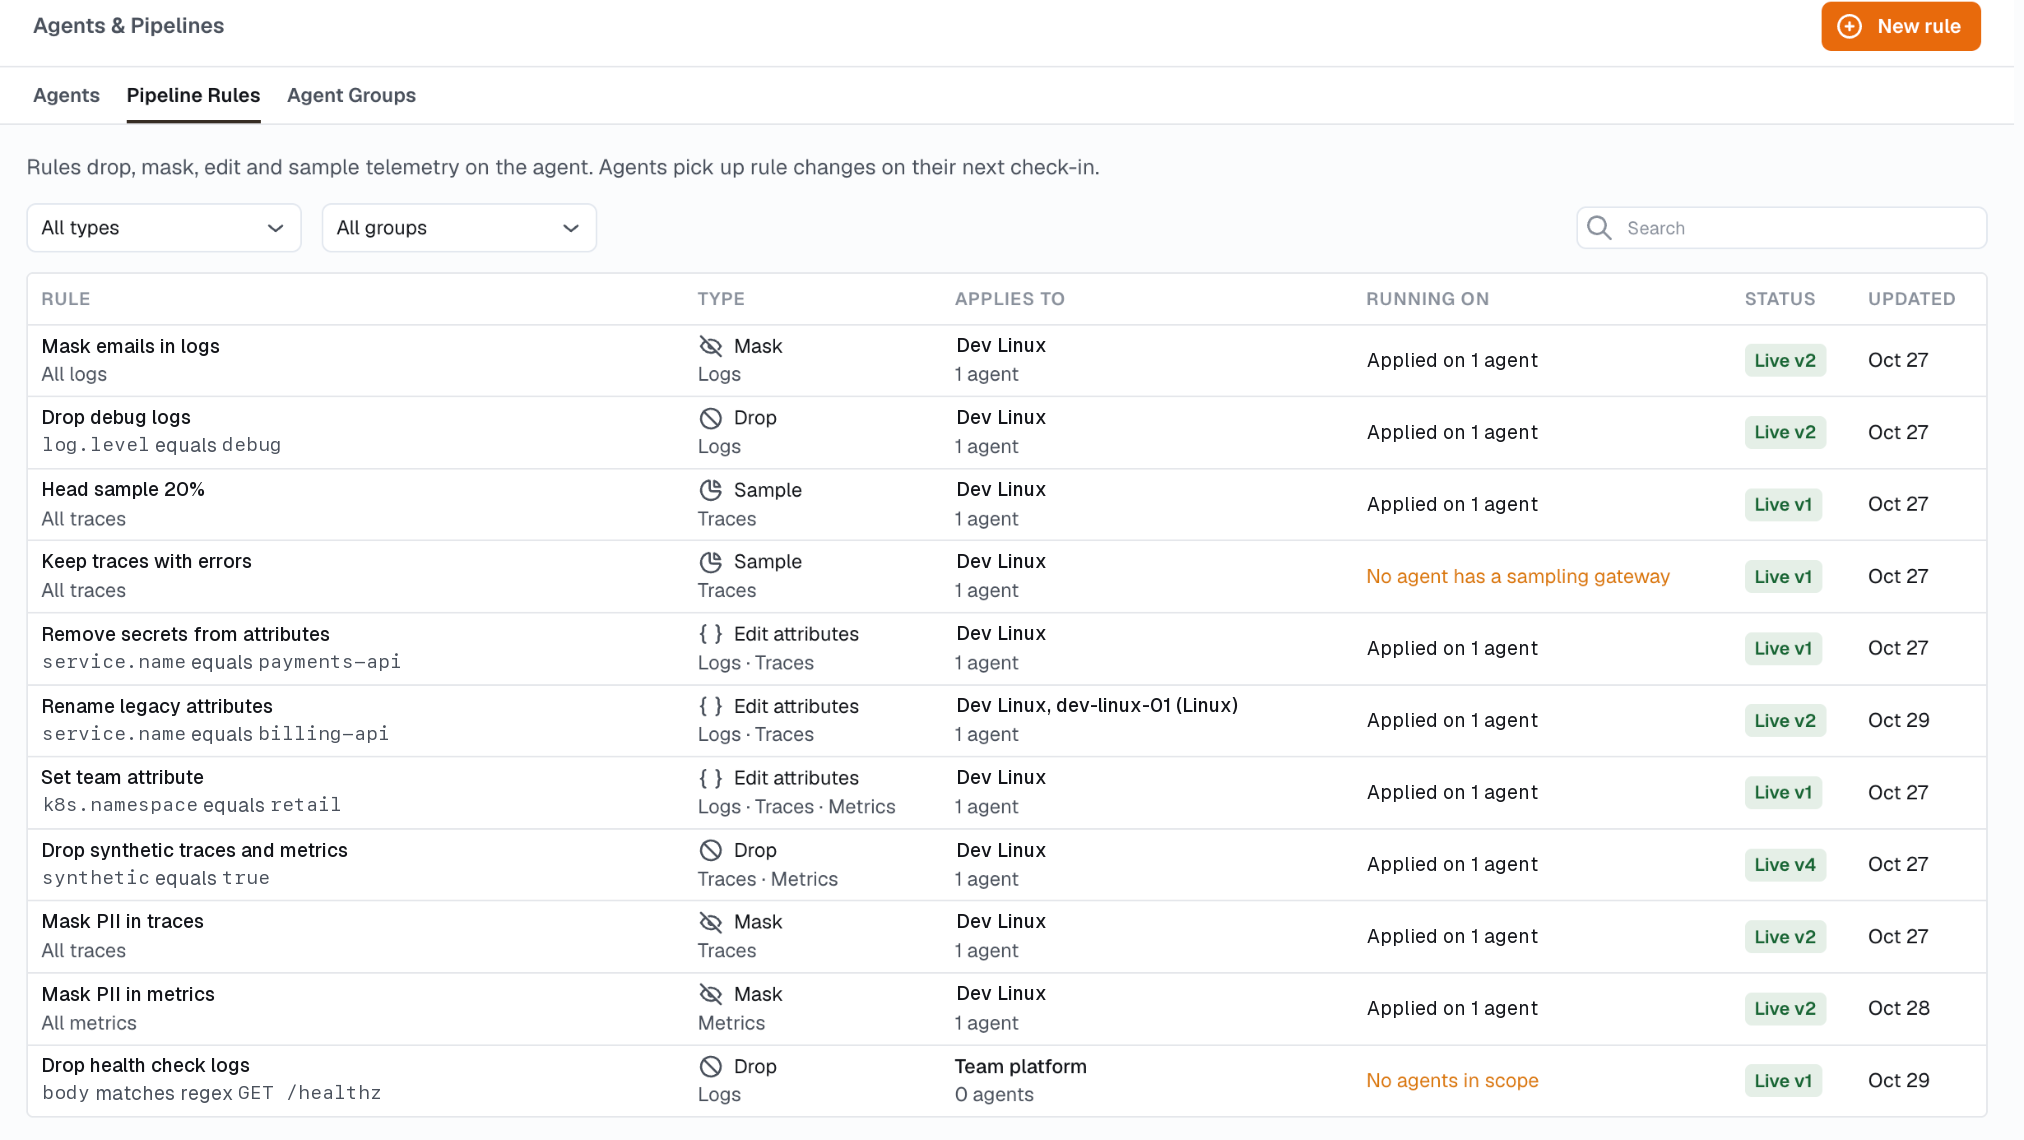 Agents & Pipelines
New rule
Agents Pipeline Rules Agent Groups
Rules drop, mask, edit and sample telemetry on the agent. Agents pick up rule changes on their next check-in.
All types All groups Search
RULE TYPE APPLIES TO RUNNING ON STATUS UPDATED
Mask emails in logs Mask Dev Linux Applied on 1 agent Live v2 Oct 27
All logs Logs 1 agent
Drop debug logs Drop Dev Linux Applied on 1 agent Live v2 Oct 27
log.level equals debug Logs 1 agent
Head sample 20% Sample Dev Linux Applied on 1 agent Live v1 Oct 27
All traces Traces 1 agent
Keep traces with errors Sample Dev Linux No agent has a sampling gateway Live v1 Oct 27
All traces Traces 1 agent
Remove secrets from attributes Edit attributes Dev Linux Applied on 1 agent Live v1 Oct 27
service.name equals payments-api Logs · Traces 1 agent
Rename legacy attributes Edit attributes Dev Linux, dev-linux-01 (Linux) Applied on 1 agent Live v2 Oct 29
service.name equals billing-api Logs · Traces 1 agent
Set team attribute Edit attributes Dev Linux Applied on 1 agent Live v1 Oct 27
k8s.namespace equals retail Logs · Traces · Metrics 1 agent
Drop synthetic traces and metrics Drop Dev Linux Applied on 1 agent Live v4 Oct 27
synthetic equals true Traces · Metrics 1 agent
Mask PII in traces Mask Dev Linux Applied on 1 agent Live v2 Oct 27
All traces Traces 1 agent
Mask PII in metrics Mask Dev Linux Applied on 1 agent Live v2 Oct 28
All metrics Metrics 1 agent
Drop health check logs Drop Team platform No agents in scope Live v1 Oct 29
body matches regex GET /healthz Logs 0 agents